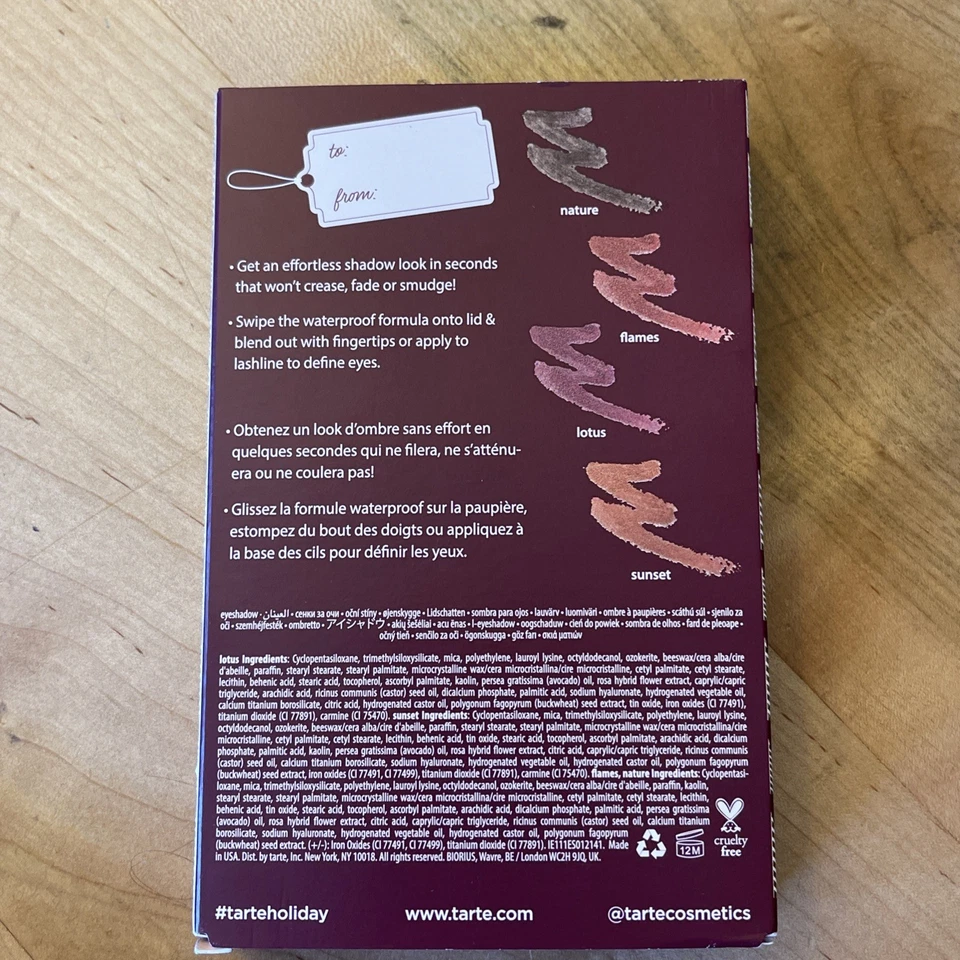 to:
from:
nature
flames
lotus
sunset
• Get an effortless shadow look in seconds
that won't crease, fade or smudge!
• Swipe the waterproof formula onto lid &
blend out with fingertips or apply to
lashline to define eyes.
• Obtenez un look d'ombre sans effort en
quelques secondes qui ne filera, ne s'atténu-
era ou ne coulera pas!
• Glissez la formule waterproof sur la paupière,
estompez du bout des doigts ou appliquez à
la base des cils pour définir les yeux.
eyeshadow • العينان • сенки за очи • oční stíny • øjenskygge • Lidschatten • sombra para ojos • lauvärv • luomiväri • ombre à paupières • scáthú súl • sjenilo za
oči • szemhéjfesték • ombretto • アイシャドウ • akių šešėliai • acu ēnas • l-eyeshadow • oogschaduw • cień do powiek • sombra de olhos • fard de pleoape •
očný tieň • senčilo za oči • ögonskugga • göz farı • σκιά ματιών
lotus Ingredients: Cyclopentasiloxane, trimethylsiloxysilicate, mica, polyethylene, lauroyl lysine, octyldodecanol, ozokerite, beeswax/cera alba/cire
d'abeille, paraffin, stearyl stearate, stearyl palmitate, microcrystalline wax/cera microcristallina/cire microcristalline, cetyl palmitate, cetyl stearate,
lecithin, behenic acid, stearic acid, tocopherol, ascorbyl palmitate, kaolin, persea gratissima (avocado) oil, rosa hybrid flower extract, caprylic/capric
triglyceride, arachidic acid, ricinus communis (castor) seed oil, dicalcium phosphate, palmitic acid, sodium hyaluronate, hydrogenated vegetable oil,
calcium titanium borosilicate, citric acid, hydrogenated castor oil, polygonum fagopyrum (buckwheat) seed extract, tin oxide, iron oxides (CI 77491),
titanium dioxide (CI 77891), carmine (CI 75470). sunset Ingredients: Cyclopentasiloxane, mica, trimethylsiloxysilicate, polyethylene, lauroyl lysine,
octyldodecanol, ozokerite, beeswax/cera alba/cire d'abeille, paraffin, stearyl stearate, stearyl palmitate, microcrystalline wax/cera microcristallina/cire
microcristalline, cetyl palmitate, cetyl stearate, lecithin, behenic acid, tin oxide, stearic acid, tocopherol, ascorbyl palmitate, arachidic acid, dicalcium
phosphate, palmitic acid, kaolin, persea gratissima (avocado) oil, rosa hybrid flower extract, citric acid, caprylic/capric triglyceride, ricinus communis
(castor) seed oil, calcium titanium borosilicate, sodium hyaluronate, hydrogenated vegetable oil, hydrogenated castor oil, polygonum fagopyrum
(buckwheat) seed extract, iron oxides (CI 77491, CI 77499), titanium dioxide (CI 77891), carmine (CI 75470). flames, nature Ingredients: Cyclopentasi-
loxane, mica, trimethylsiloxysilicate, polyethylene, lauroyl lysine, octyldodecanol, ozokerite, beeswax/cera alba/cire d'abeille, paraffin, kaolin,
stearyl stearate, stearyl palmitate, microcrystalline wax/cera microcristallina/cire microcristalline, cetyl palmitate, cetyl stearate, lecithin,
behenic acid, tin oxide, stearic acid, tocopherol, ascorbyl palmitate, arachidic acid, dicalcium phosphate, palmitic acid, persea gratissima
(avocado) oil, rosa hybrid flower extract, citric acid, caprylic/capric triglyceride, ricinus communis (castor) seed oil, calcium titanium
borosilicate, sodium hyaluronate, hydrogenated vegetable oil, hydrogenated castor oil, polygonum fagopyrum
(buckwheat) seed extract. (+/-): Iron Oxides (CI 77491, CI 77499), titanium dioxide (CI 77891). IE111ES012141. Made
in USA. Dist. by tarte, inc. New York, NY 10018. All rights reserved. BIORIUS, Wavre, BE / London WC2H 9JQ, UK.
12M
cruelty
free
#tarteholiday
www.tarte.com
@tartecosmetics